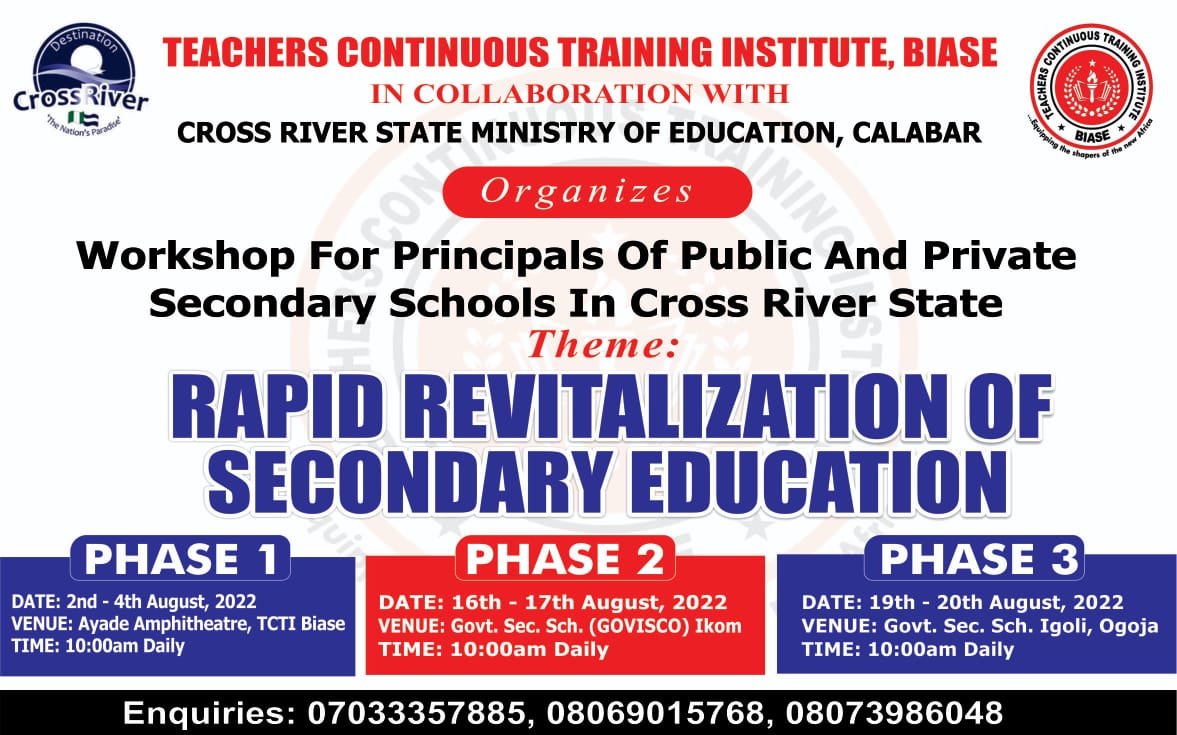 Destination
CrossRiver
'The Nation's Paradise'
TEACHERS CONTINUOUS TRAINING INSTITUTE, BIASE
IN COLLABORATION WITH
CROSS RIVER STATE MINISTRY OF EDUCATION, CALABAR
TEACHERS CONTINUOUS TRAINING INSTITUTE
BIASE
...Equipping the shapers of the new Africa
Organizes
Workshop For Principals Of Public And Private
Secondary Schools In Cross River State
Theme:
RAPID REVITALIZATION OF
SECONDARY EDUCATION
PHASE 1
DATE: 2nd - 4th August, 2022
VENUE: Ayade Amphitheatre, TCTI Biase
TIME: 10:00am Daily
PHASE 2
DATE: 16th - 17th August, 2022
VENUE: Govt. Sec. Sch. (GOVISCO) Ikom
TIME: 10:00am Daily
PHASE 3
DATE: 19th - 20th August, 2022
VENUE: Govt. Sec. Sch. Igoli, Ogoja
TIME: 10:00am Daily
Enquiries: 07033357885, 08069015768, 08073986048